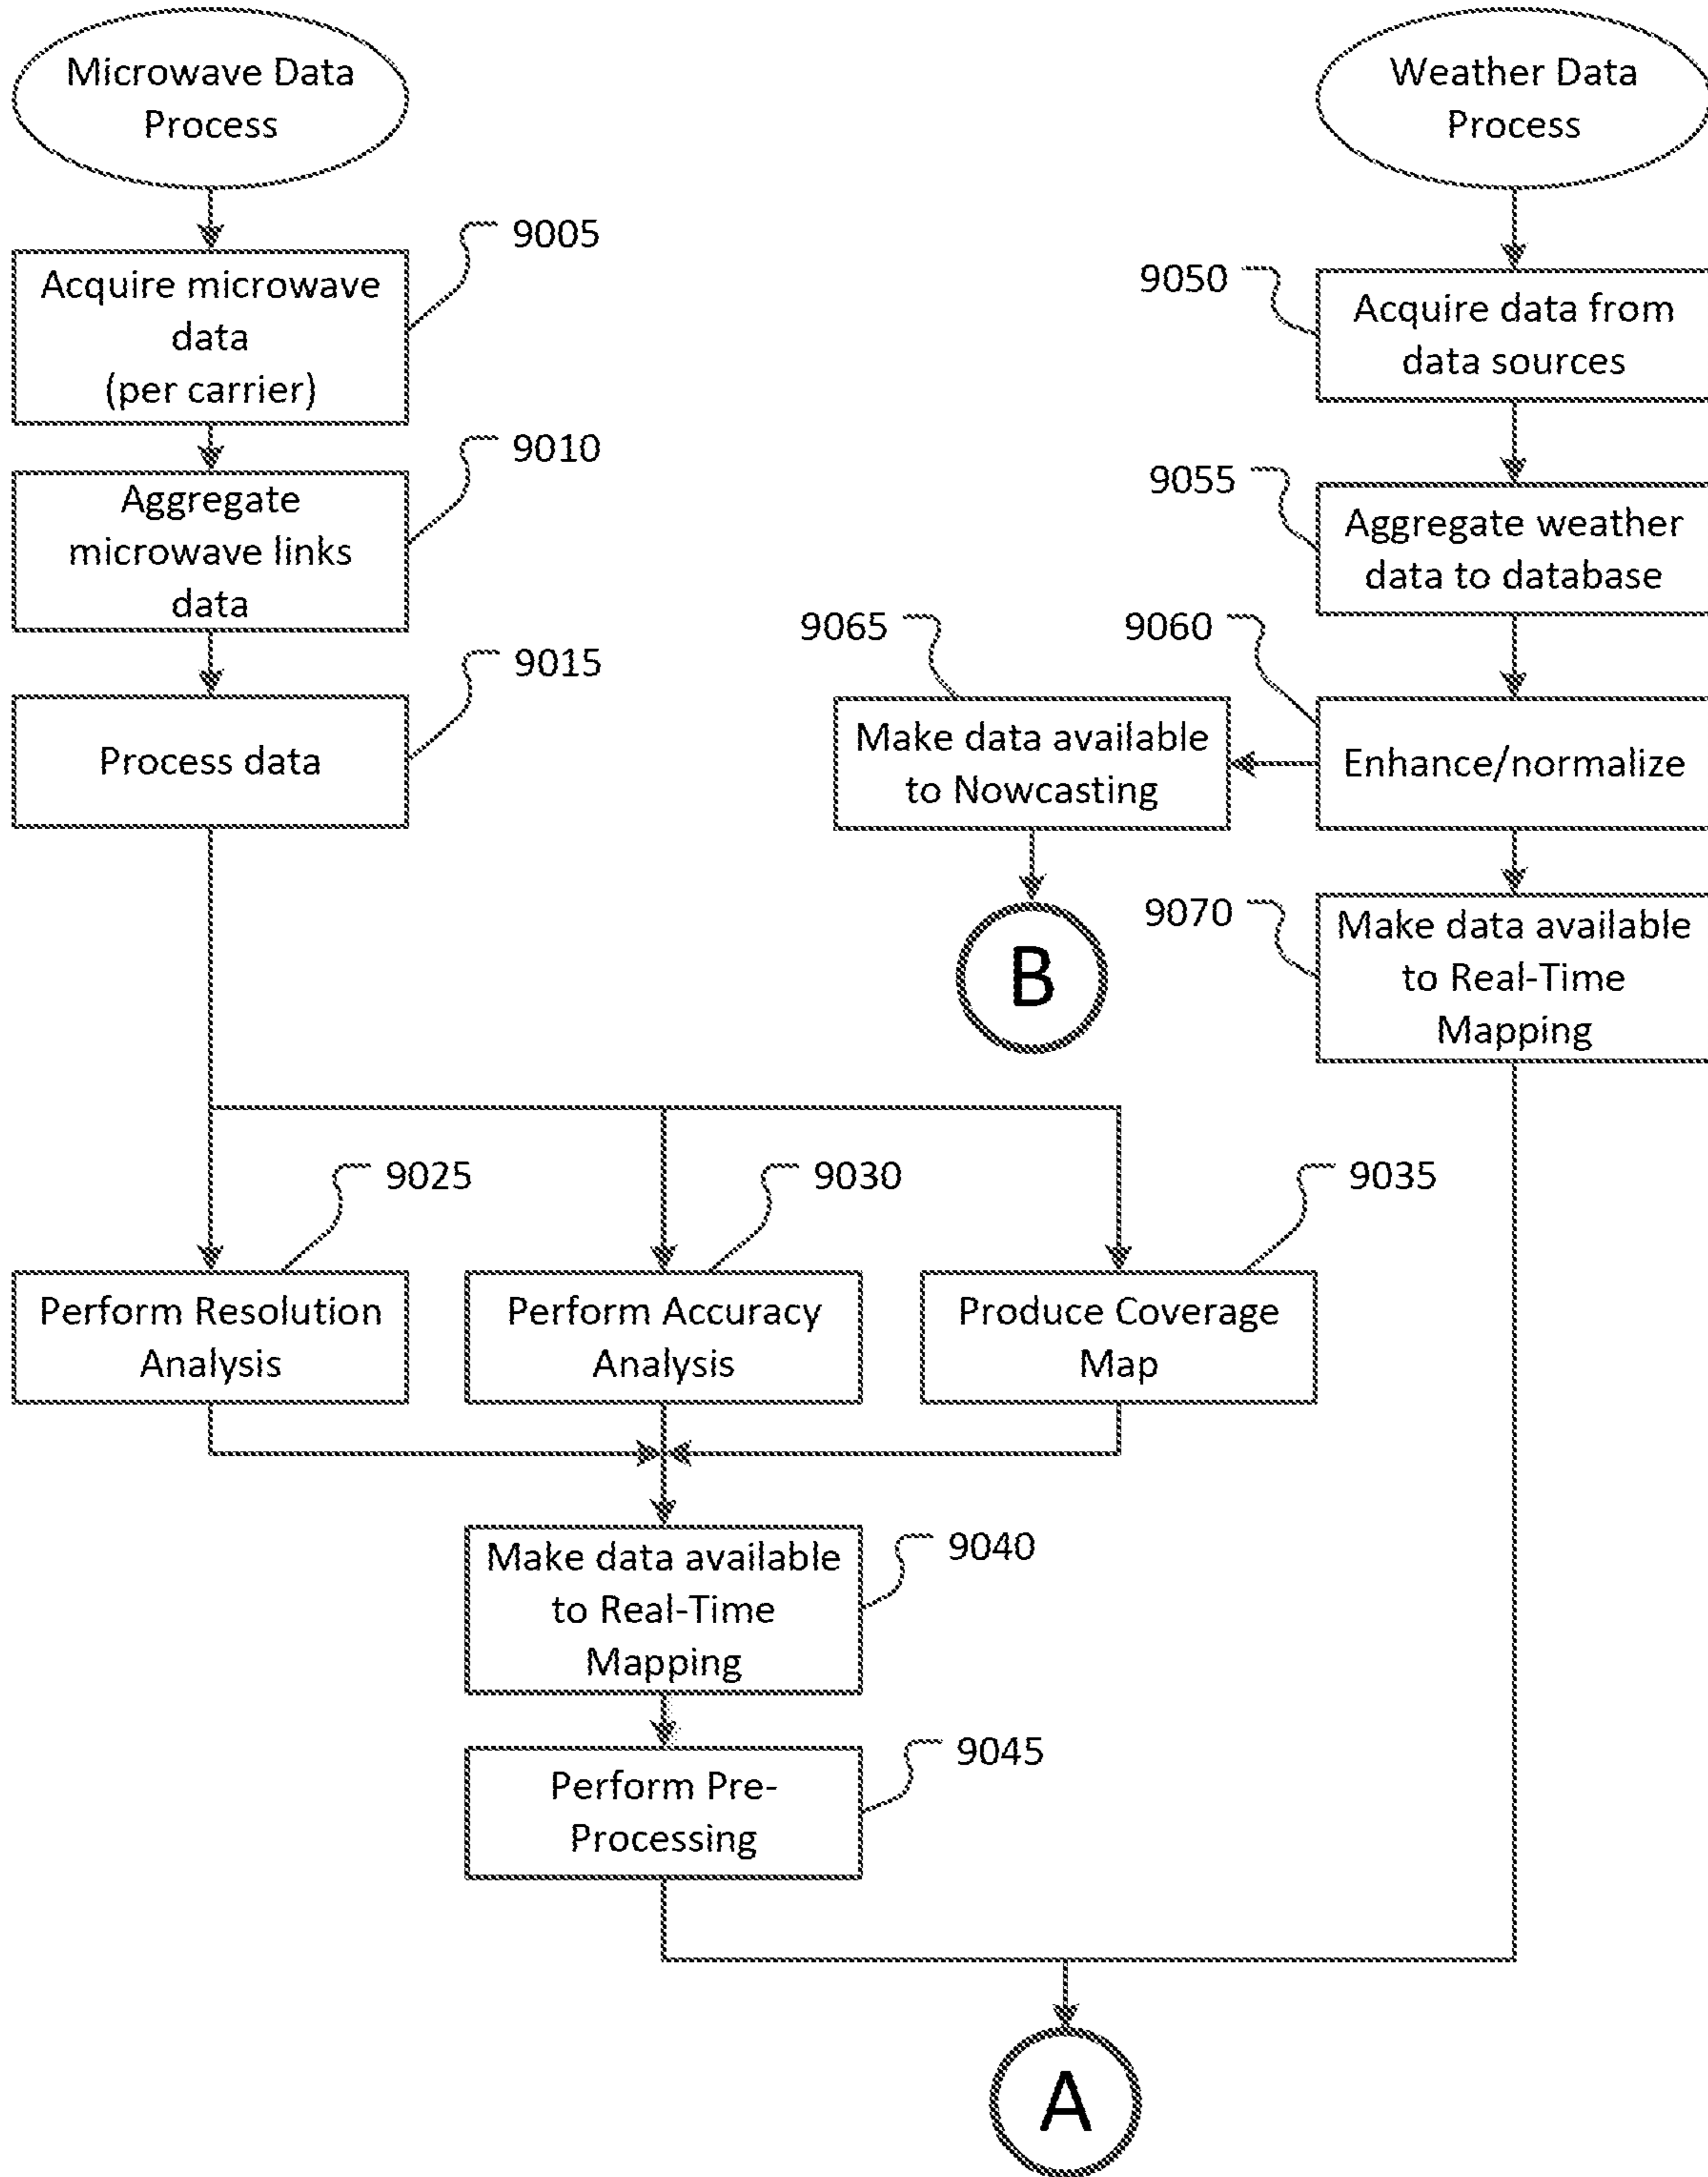 Microwave Data
Process
Weather Data
Process
9005
Acquire microwave
data
(per carrier)
9050
Acquire data from
data sources
9010
Aggregate
microwave links
data
9055
Aggregate weather
data to database
9015
Process data
9065
Make data available
to Nowcasting
9060
Enhance/normalize
B
9070
Make data available
to Real-Time
Mapping
9025
Perform Resolution
Analysis
9030
Perform Accuracy
Analysis
9035
Produce Coverage
Map
9040
Make data available
to Real-Time
Mapping
9045
Perform Pre-
Processing
A